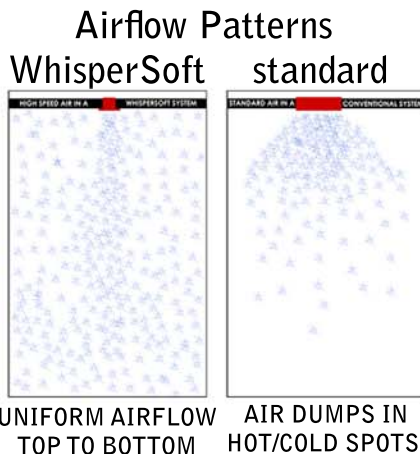 Airflow Patterns
WhisperSoft standard
HIGH SPEED AIR IN A WHISPERSOFT SYSTEM
STANDARD AIR IN A CONVENTIONAL SYSTEM
UNIFORM AIRFLOW
TOP TO BOTTOM
AIR DUMPS IN
HOT/COLD SPOTS